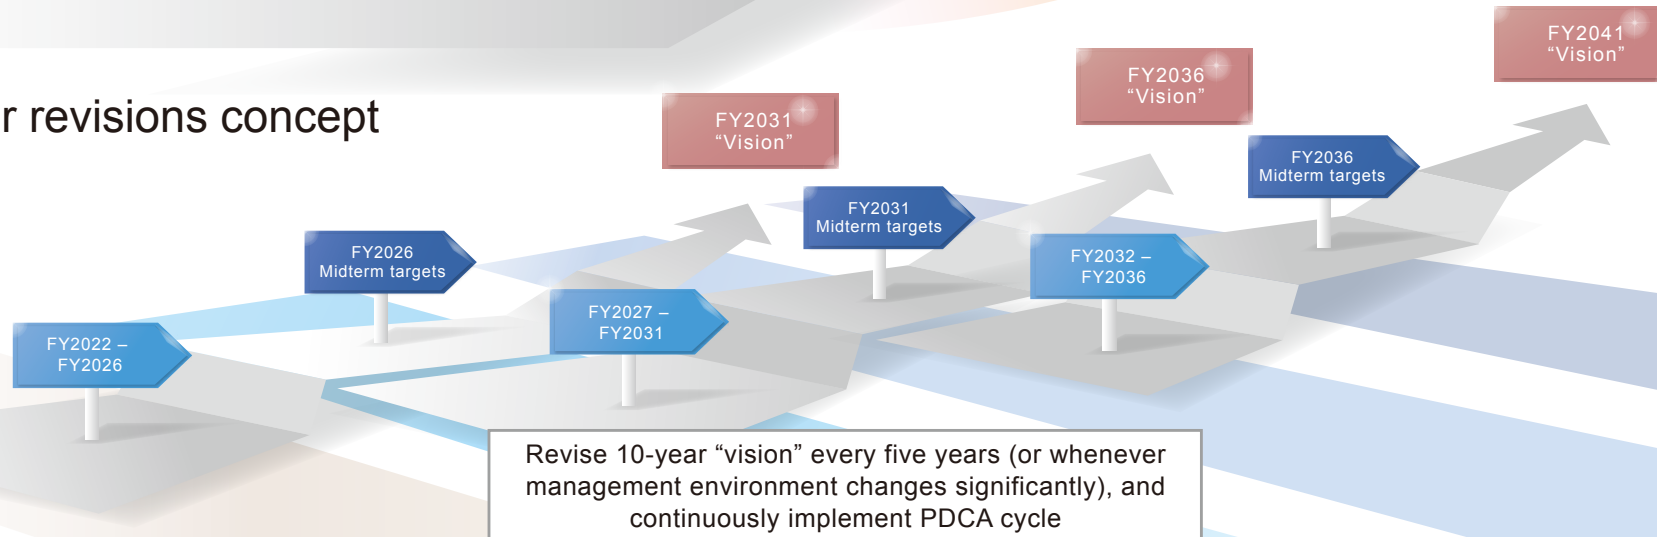 r revisions concept
FY2041
“Vision”
FY2036
“Vision”
FY2031
“Vision”
FY2036
Midterm targets
FY2031
Midterm targets
FY2026
Midterm targets
FY2032 –
FY2036
FY2027 –
FY2031
FY2022 –
FY2026
Revise 10-year “vision” every five years (or whenever
management environment changes significantly), and
continuously implement PDCA cycle